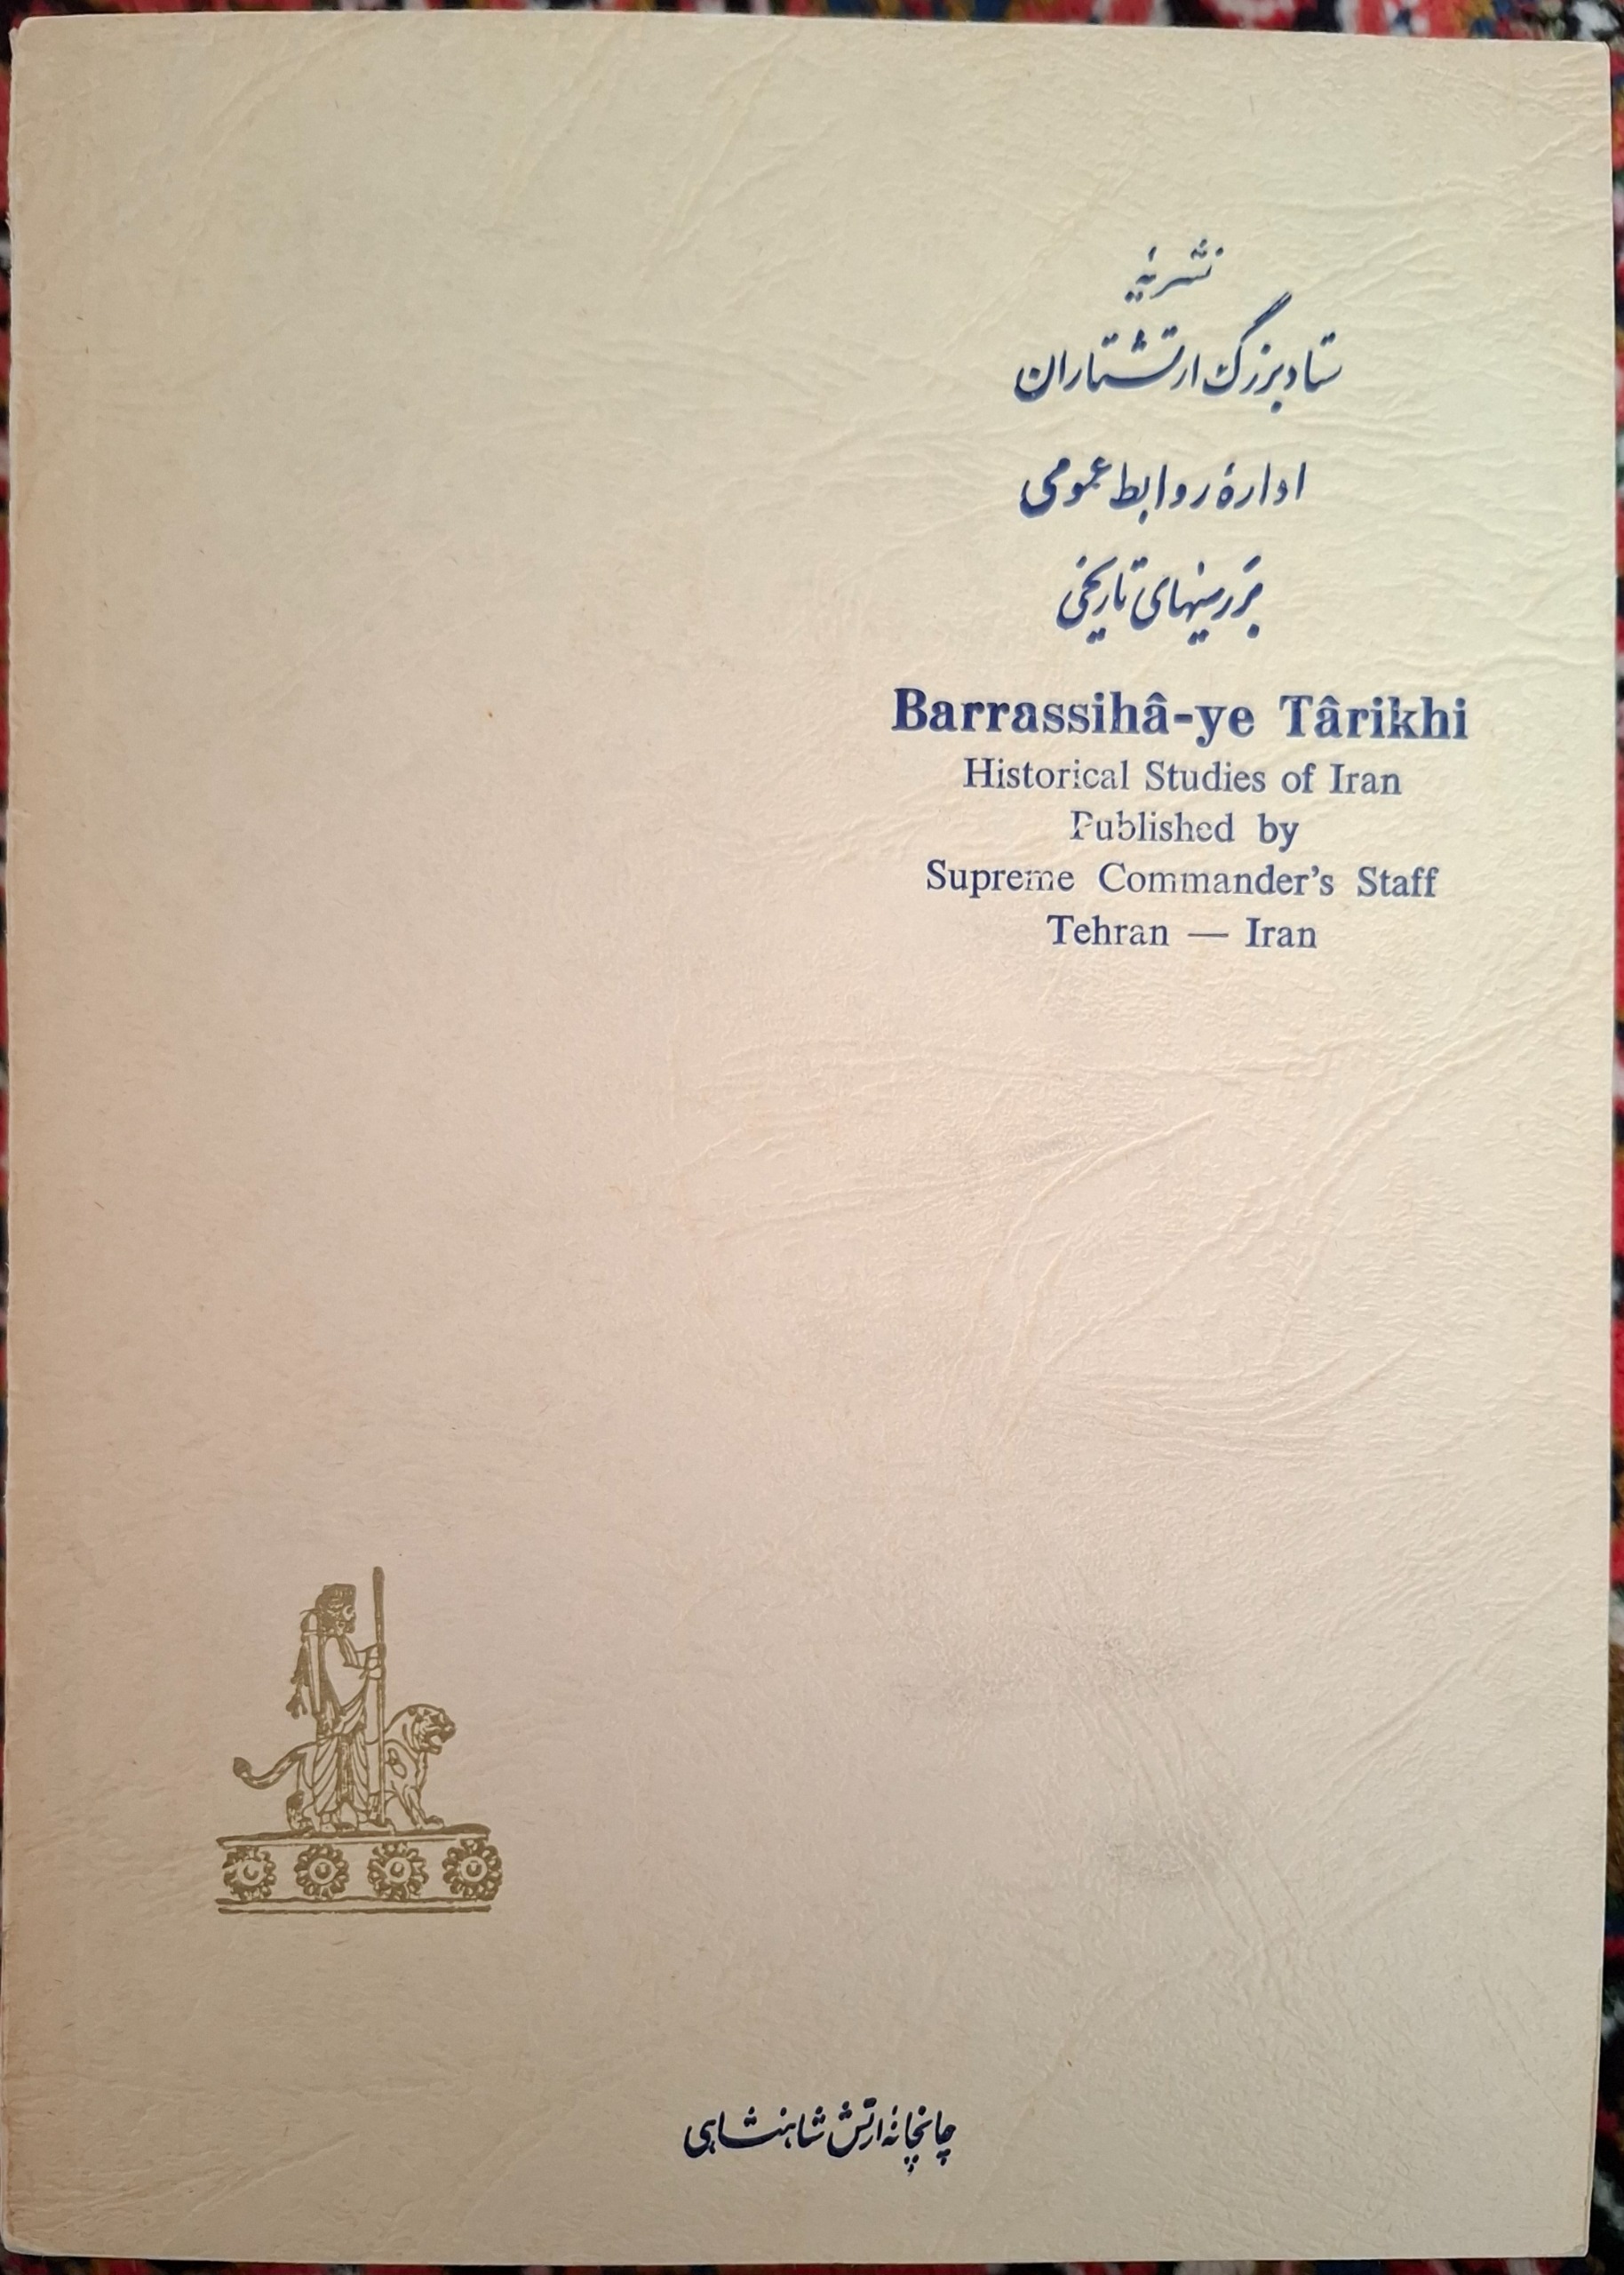 نشریه
ستاد بزرگ ارتشتاران
ادارهٔ روابط عمومی
بررسیهای تاریخی
Barrassihâ-ye Târikhi
Historical Studies of Iran
Published by
Supreme Commander's Staff
Tehran — Iran
چاپخانه ارتش شاهنشاهی